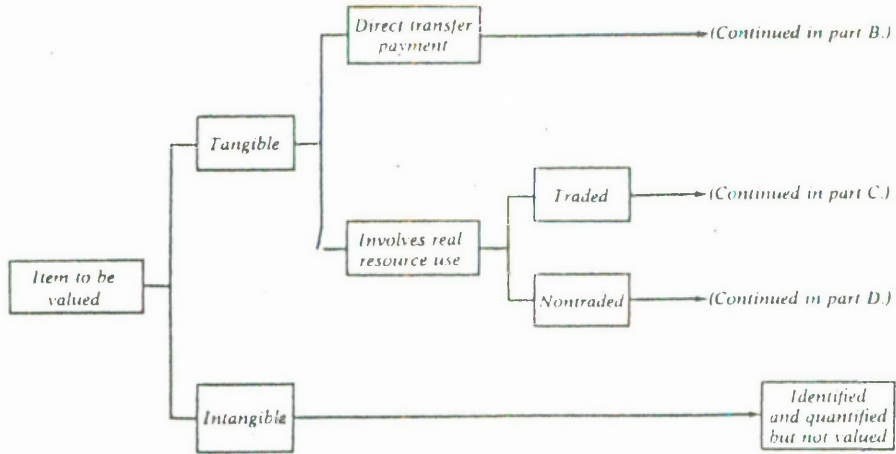 Direct transfer
payment
(Continued in part B.)
Tangible
Traded
(Continued in part C.)
Involves real
resource use
Item to be
valued
Nontraded
(Continued in part D.)
Intangible
Identified
and quantified
but not valued